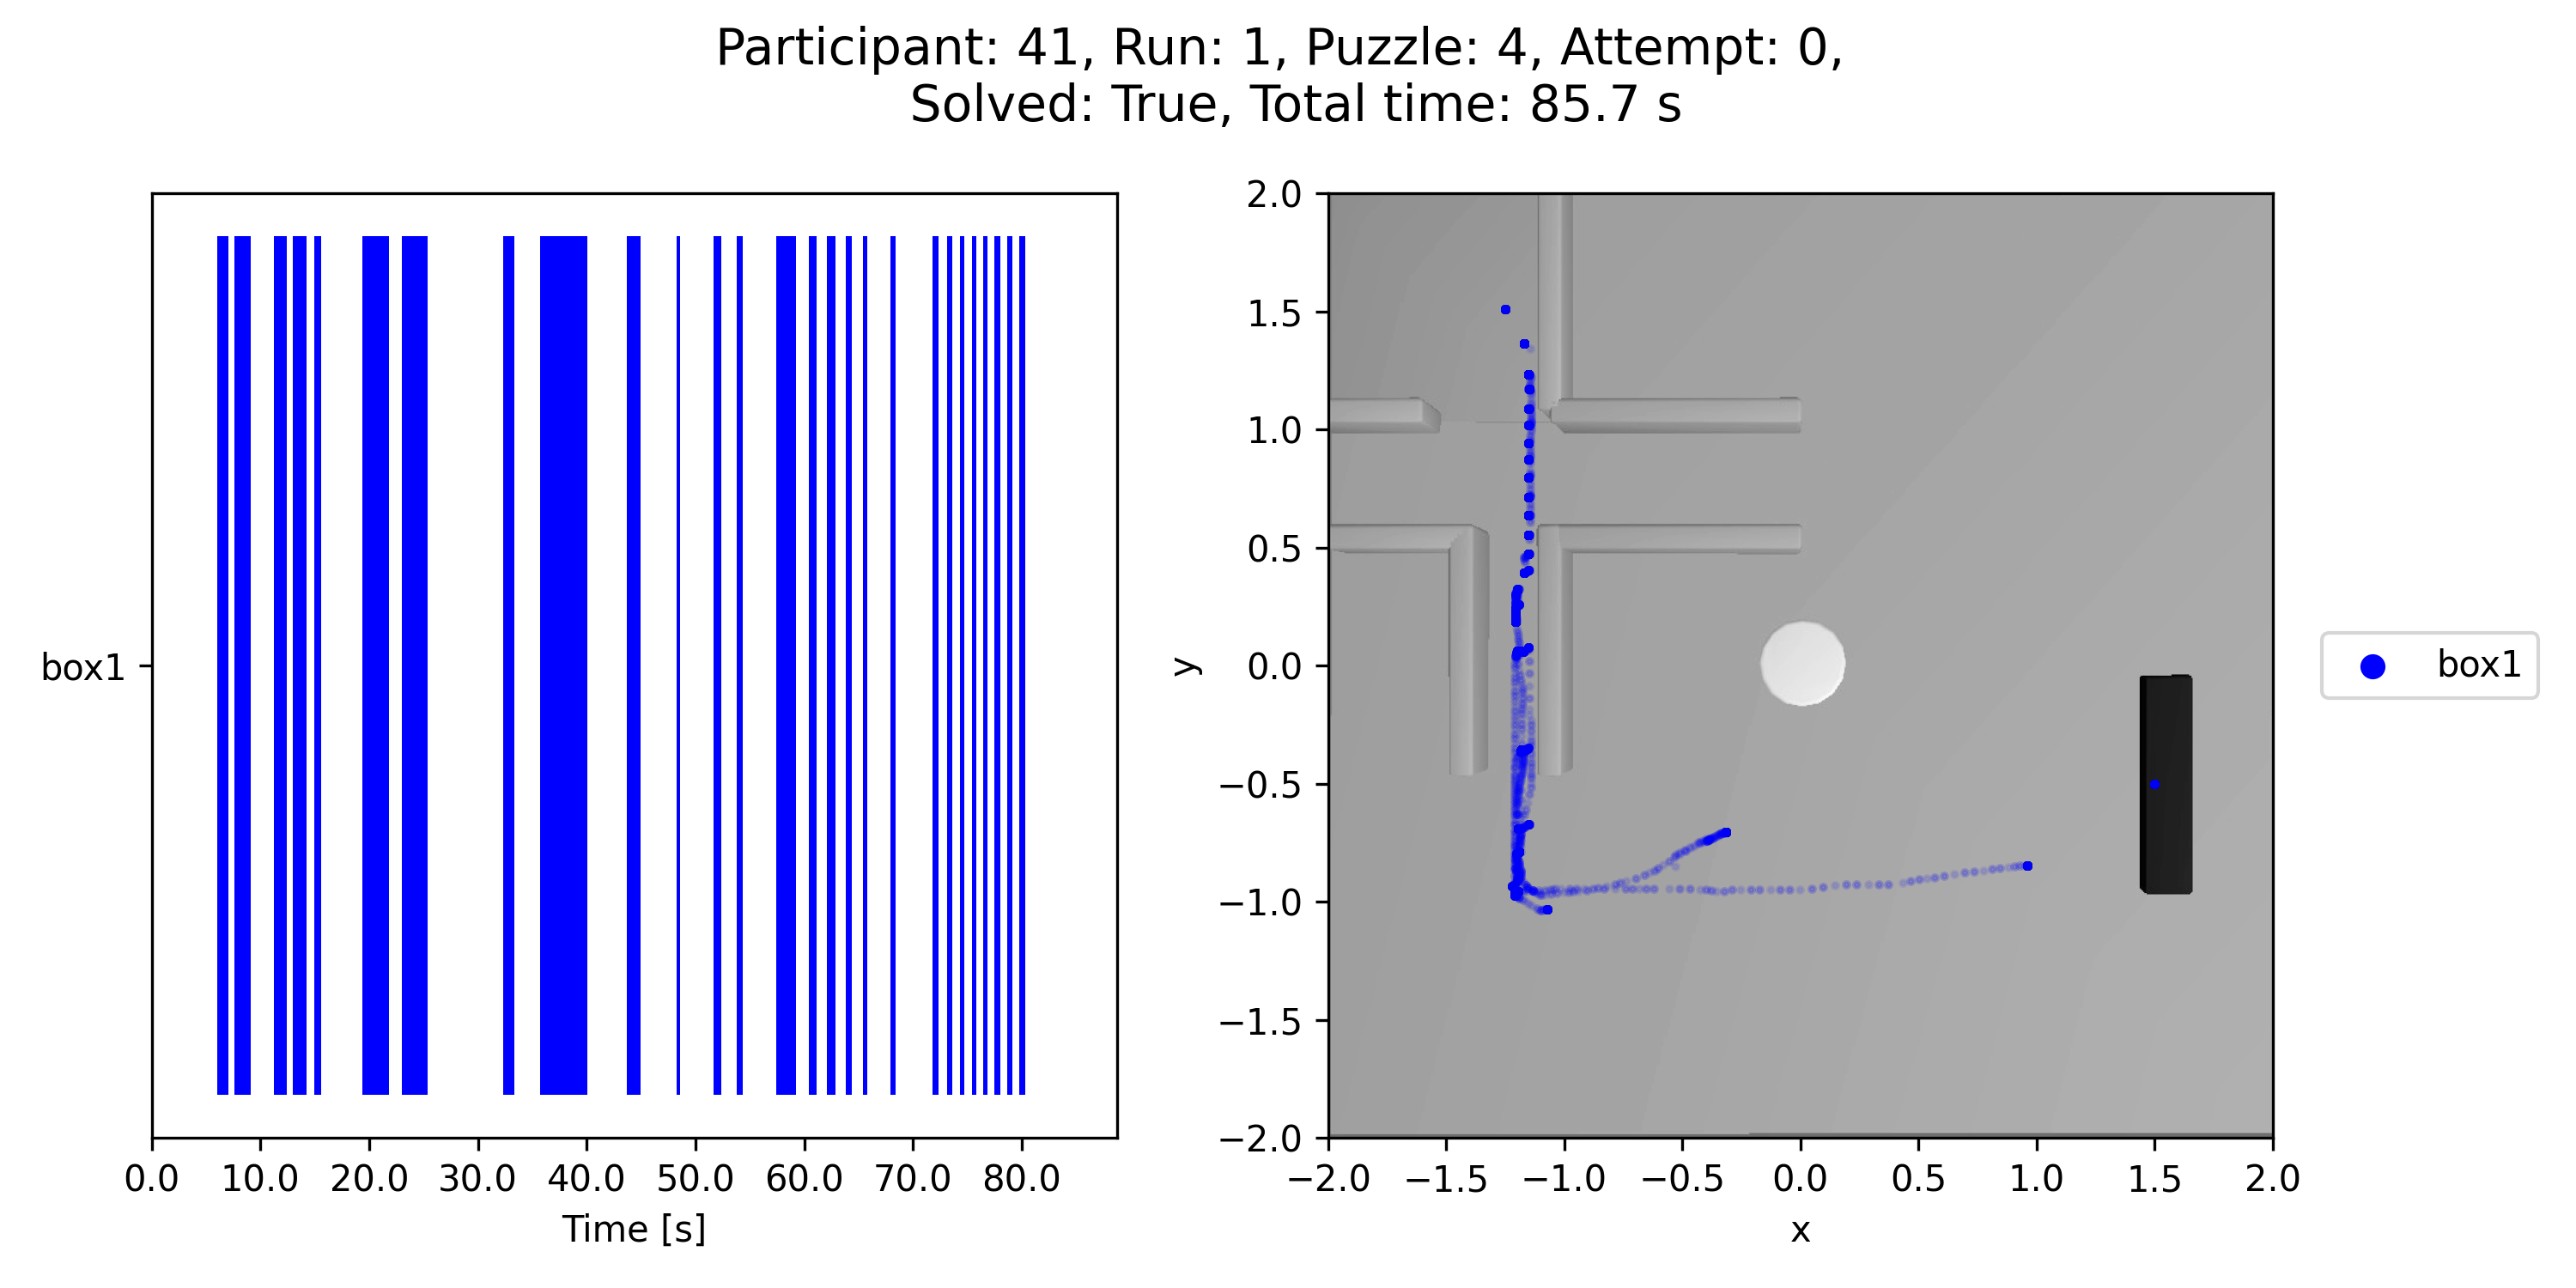 Participant: 41, Run: 1, Puzzle: 4, Attempt: 0,
Solved: True, Total time: 85.7 s
box1
0.0 10.0 20.0 30.0 40.0 50.0 60.0 70.0 80.0
Time [s]
2.0
1.5
1.0
0.5
0.0
−0.5
−1.0
−1.5
−2.0
y
−2.0 −1.5 −1.0 −0.5 0.0 0.5 1.0 1.5 2.0
x
box1